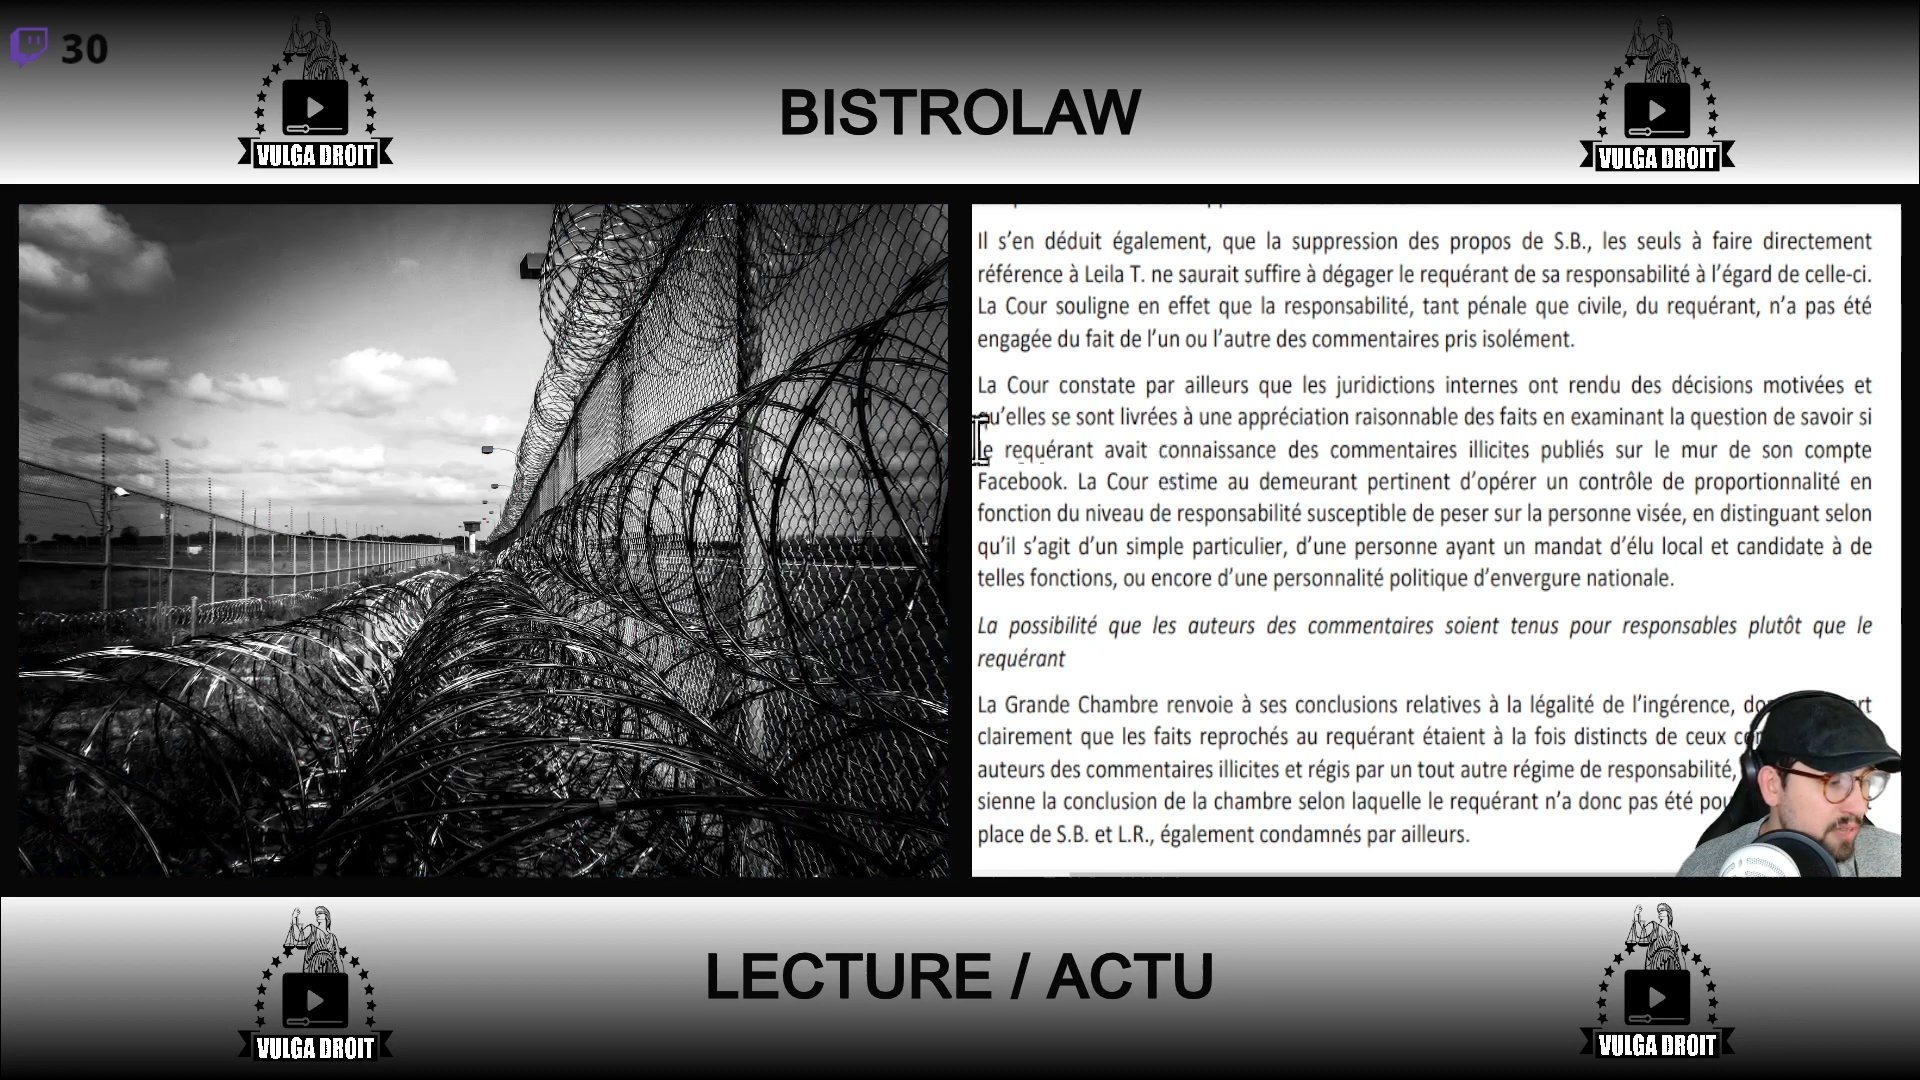 30
BISTROLAW
VULGA DROIT
VULGA DROIT
Il s’en déduit également, que la suppression des propos de S.B., les seuls à faire directement
référence à Leila T. ne saurait suffire à dégager le requérant de sa responsabilité à l’égard de celle-ci.
La Cour souligne en effet que la responsabilité, tant pénale que civile, du requérant, n’a pas été
engagée du fait de l’un ou l’autre des commentaires pris isolément.
La Cour constate par ailleurs que les juridictions internes ont rendu des décisions motivées et
qu’elles se sont livrées à une appréciation raisonnable des faits en examinant la question de savoir si
le requérant avait connaissance des commentaires illicites publiés sur le mur de son compte
Facebook. La Cour estime au demeurant pertinent d’opérer un contrôle de proportionnalité en
fonction du niveau de responsabilité susceptible de peser sur la personne visée, en distinguant selon
qu’il s’agit d’un simple particulier, d’une personne ayant un mandat d’élu local et candidate à de
telles fonctions, ou encore d’une personnalité politique d’envergure nationale.
La possibilité que les auteurs des commentaires soient tenus pour responsables plutôt que le
requérant
La Grande Chambre renvoie à ses conclusions relatives à la légalité de l’ingérence,
clairement que les faits reprochés au requérant étaient à la fois distincts de ceux
auteurs des commentaires illicites et régis par un tout autre régime de responsabilité,
sienne la conclusion de la chambre selon laquelle le requérant n’a donc pas été
place de S.B. et L.R., également condamnés par ailleurs.
LECTURE / ACTU
VULGA DROIT
VULGA DROIT